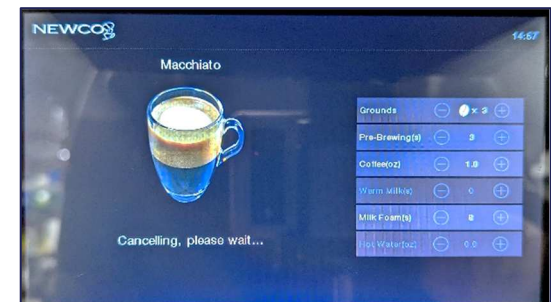 NEWCO
14:57
Macchiato
Grounds x 3
Pre-Brewing(s) 3
Coffee(oz) 1.0
Warm Milk(s) 0
Milk Foam(s)
Hot Water(oz) 0.0
Cancelling, please wait...